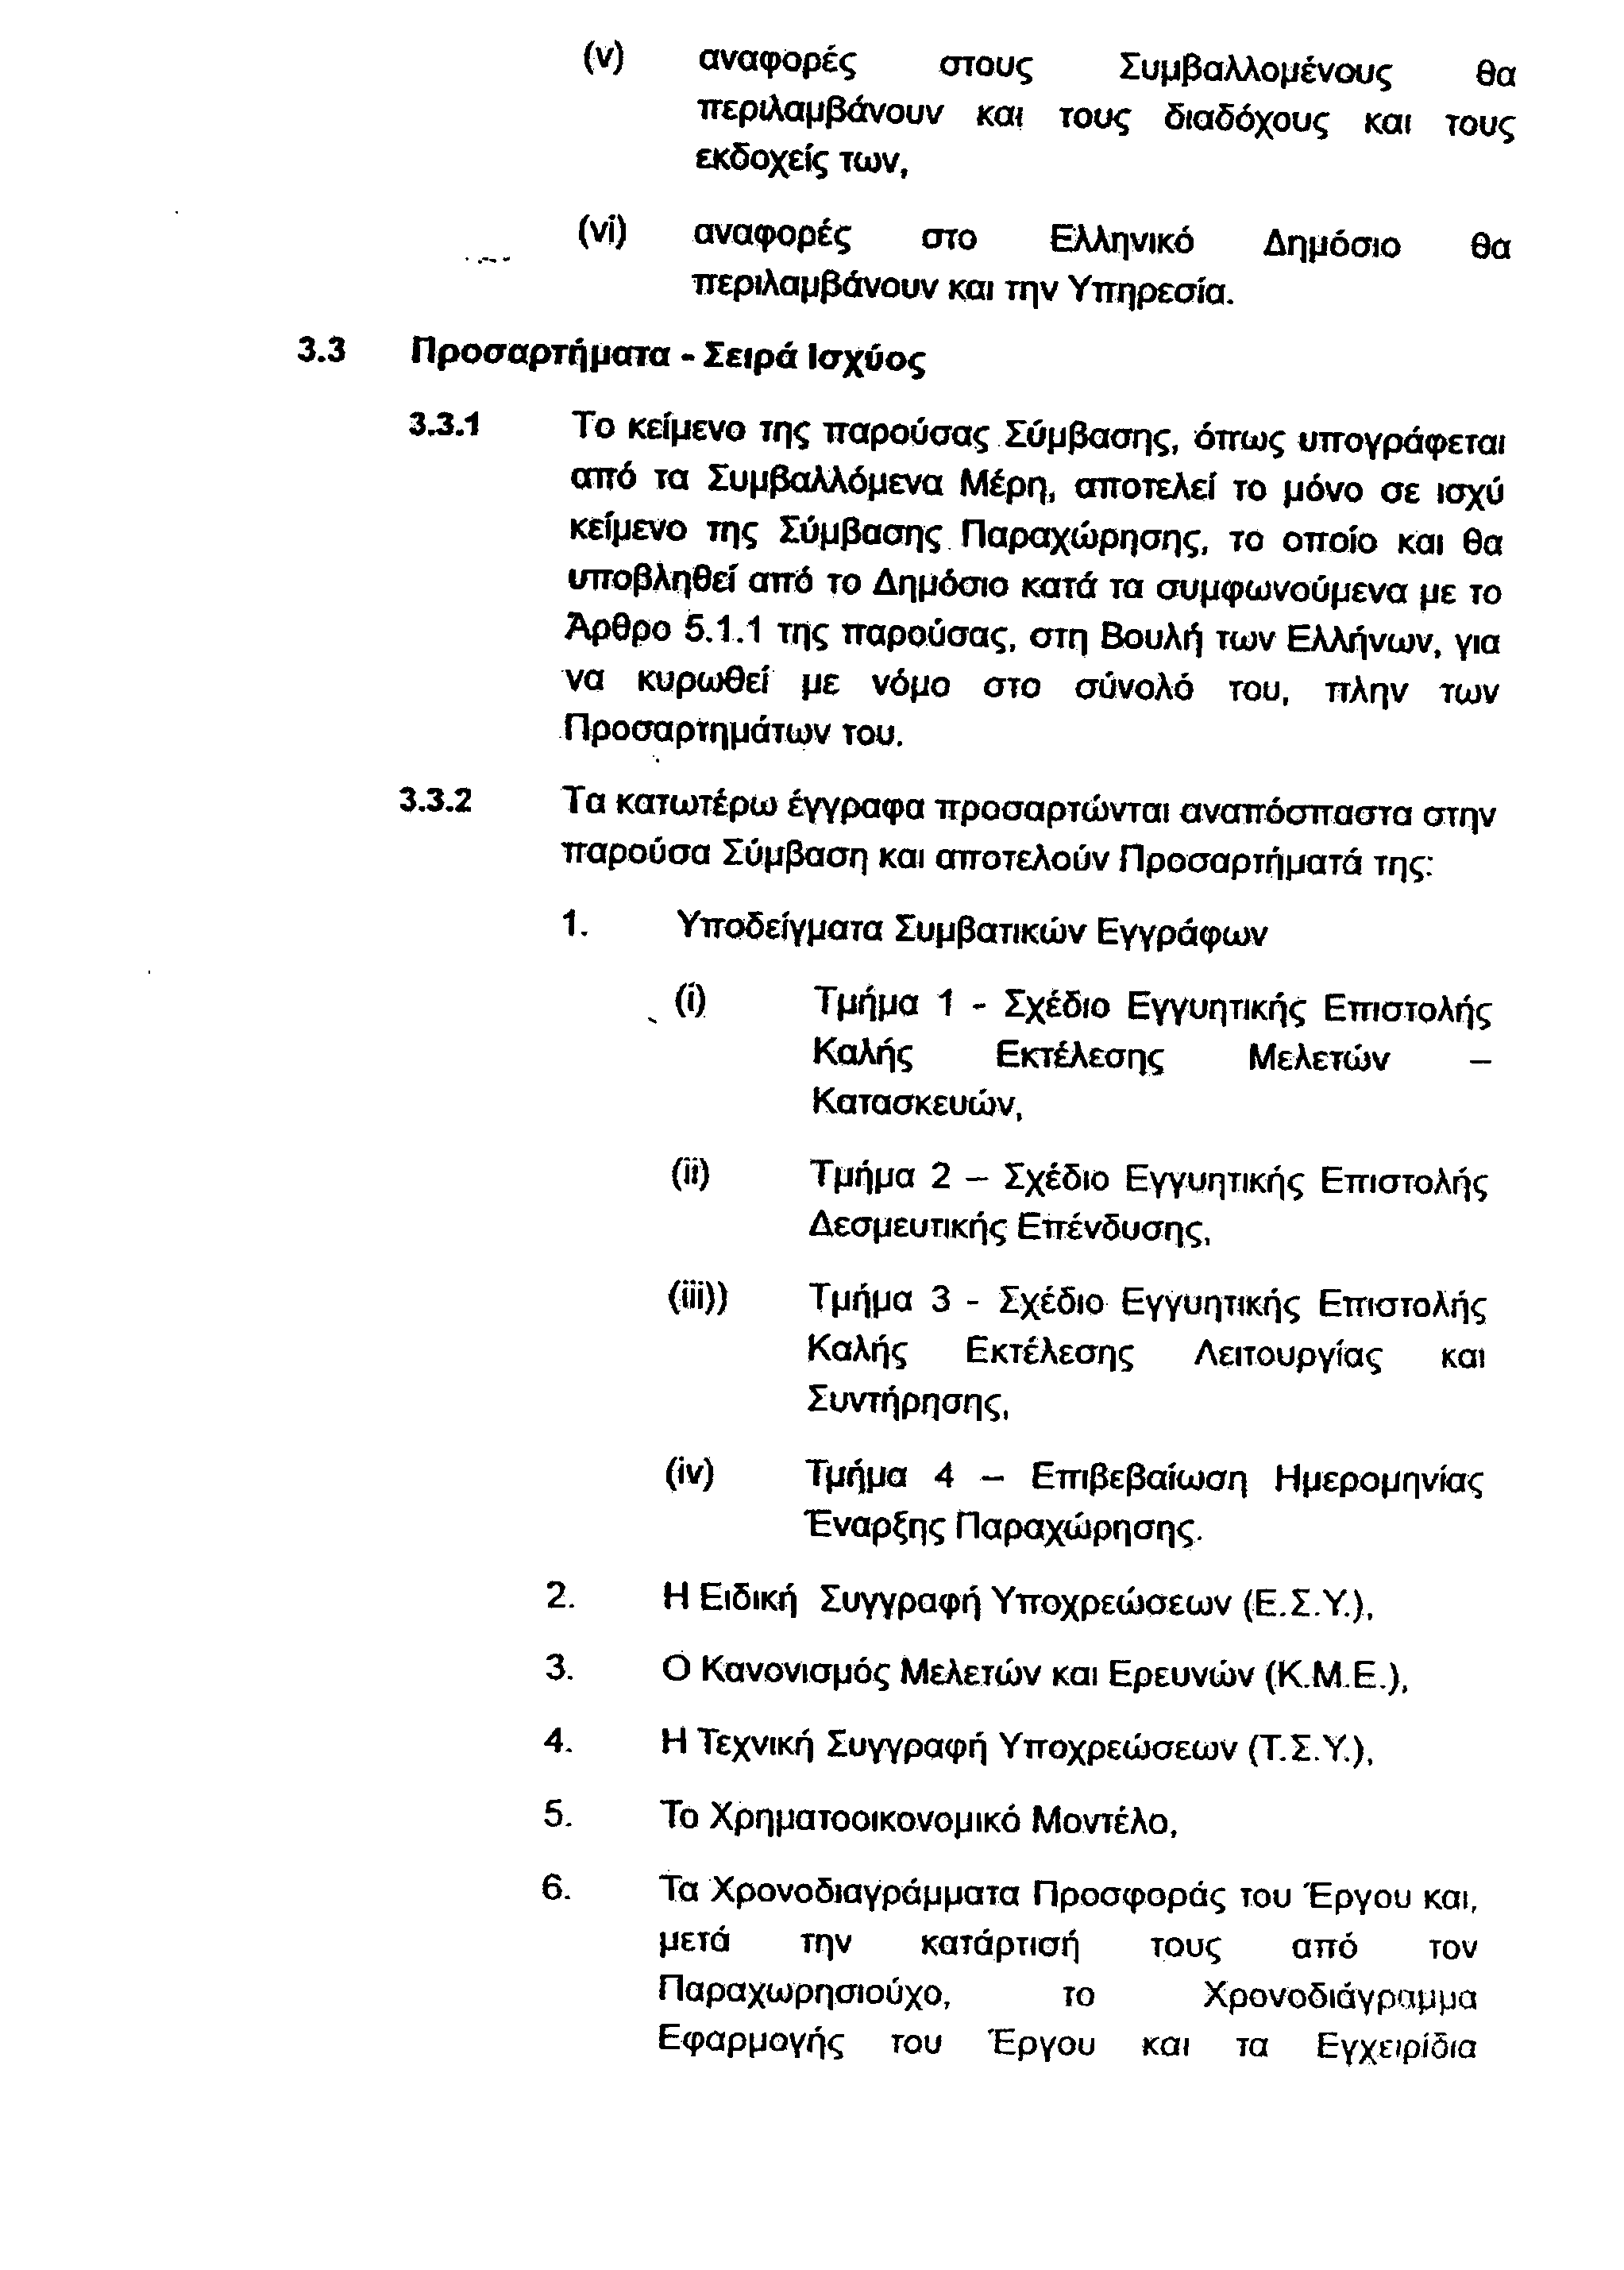 (v) αναφορές στους Συμβαλλομένους θα
περιλαμβάνουν και τους διαδόχους και τους
εκδοχείς των,
(vi) αναφορές στο Ελληνικό Δημόσιο θα
περιλαμβάνουν και την Υπηρεσία.
3.3 Προσαρτήματα - Σειρά Ισχύος
3.3.1 Το κείμενο της παρούσας Σύμβασης, όπως υπογράφεται
από τα Συμβαλλόμενα Μέρη, αποτελεί το μόνο σε ισχύ
κείμενο της Σύμβασης Παραχώρησης, το οποίο και θα
υποβληθεί από το Δημόσιο κατά τα συμφωνούμενα με το
Άρθρο 5.1.1 της παρούσας, στη Βουλή των Ελλήνων, για
να κυρωθεί με νόμο στο σύνολό του, πλην των
Προσαρτημάτων του.
3.3.2 Τα κατωτέρω έγγραφα προσαρτώνται αναπόσπαστα στην
παρούσα Σύμβαση και αποτελούν Προσαρτήματά της:
1. Υποδείγματα Συμβατικών Εγγράφων
(i) Τμήμα 1 - Σχέδιο Εγγυητικής Επιστολής
Καλής Εκτέλεσης Μελετών –
Κατασκευών,
(ii) Τμήμα 2 – Σχέδιο Εγγυητικής Επιστολής
Δεσμευτικής Επένδυσης,
(iii)) Τμήμα 3 - Σχέδιο Εγγυητικής Επιστολής
Καλής Εκτέλεσης Λειτουργίας και
Συντήρησης,
(iv) Τμήμα 4 – Επιβεβαίωση Ημερομηνίας
Έναρξης Παραχώρησης.
2. Η Ειδική Συγγραφή Υποχρεώσεων (Ε.Σ.Υ.),
3. Ο Κανονισμός Μελετών και Ερευνών (Κ.Μ.Ε.),
4. Η Τεχνική Συγγραφή Υποχρεώσεων (Τ.Σ.Υ.),
5. Το Χρηματοοικονομικό Μοντέλο,
6. Τα Χρονοδιαγράμματα Προσφοράς του Έργου και,
μετά την κατάρτισή τους από τον
Παραχωρησιούχο, το Χρονοδιάγραμμα
Εφαρμογής του Έργου και τα Εγχειρίδια